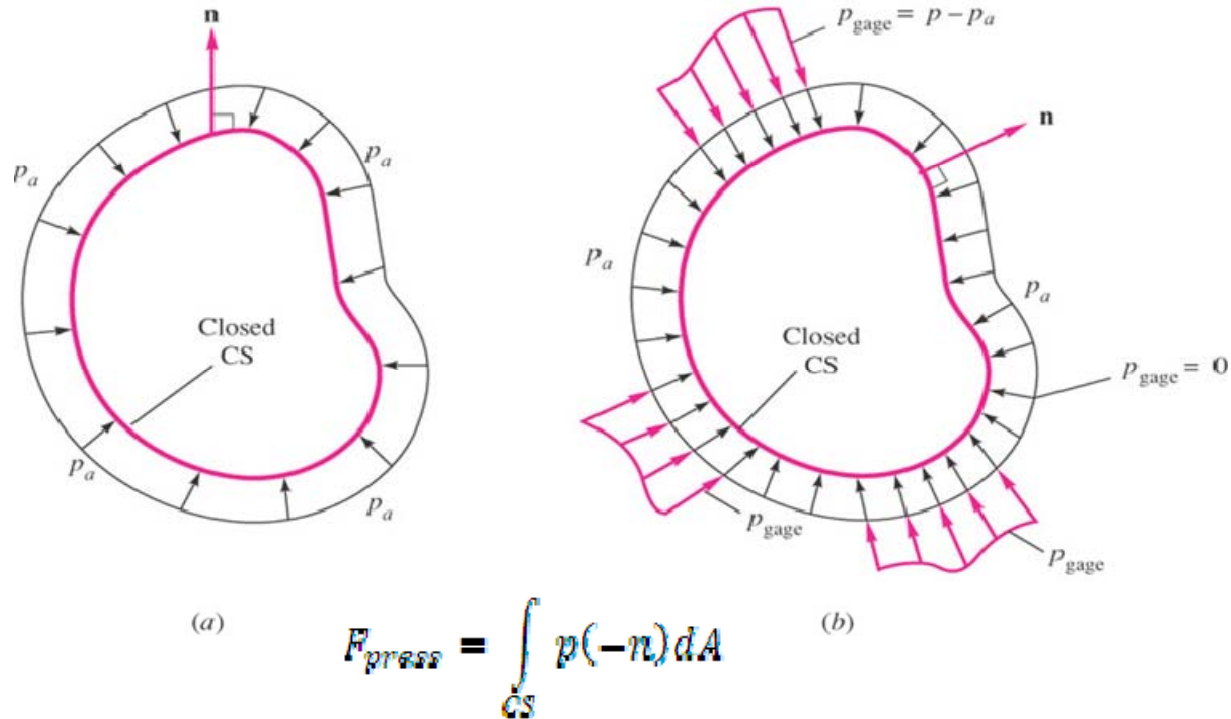 n
p_a
p_a
Closed
CS
p_a
p_a
(a)
p_gage = p − p_a
n
p_a
p_a
Closed
CS
p_gage = 0
p_gage
p_gage
(b)
F_press = ∫_CS p(−n)dA